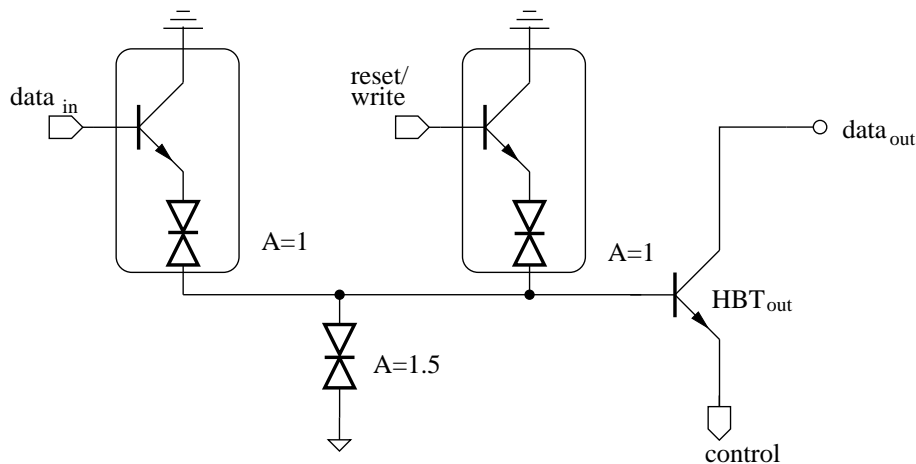 data in
reset/
write
data out
A=1
A=1
HBT out
A=1.5
control